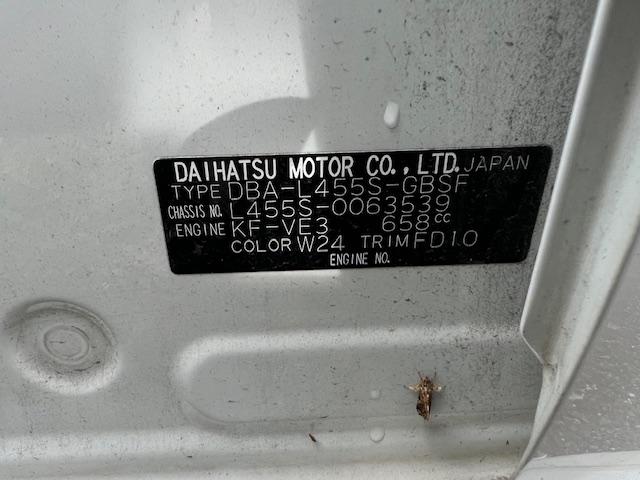 DAIHATSU MOTOR CO.,LTD. JAPAN
TYPE DBA-L455S-GBSF
CHASSIS NO. L455S-0063539
ENGINE KF-VE3 658cc
COLOR W24 TRIM FD10
ENGINE NO.